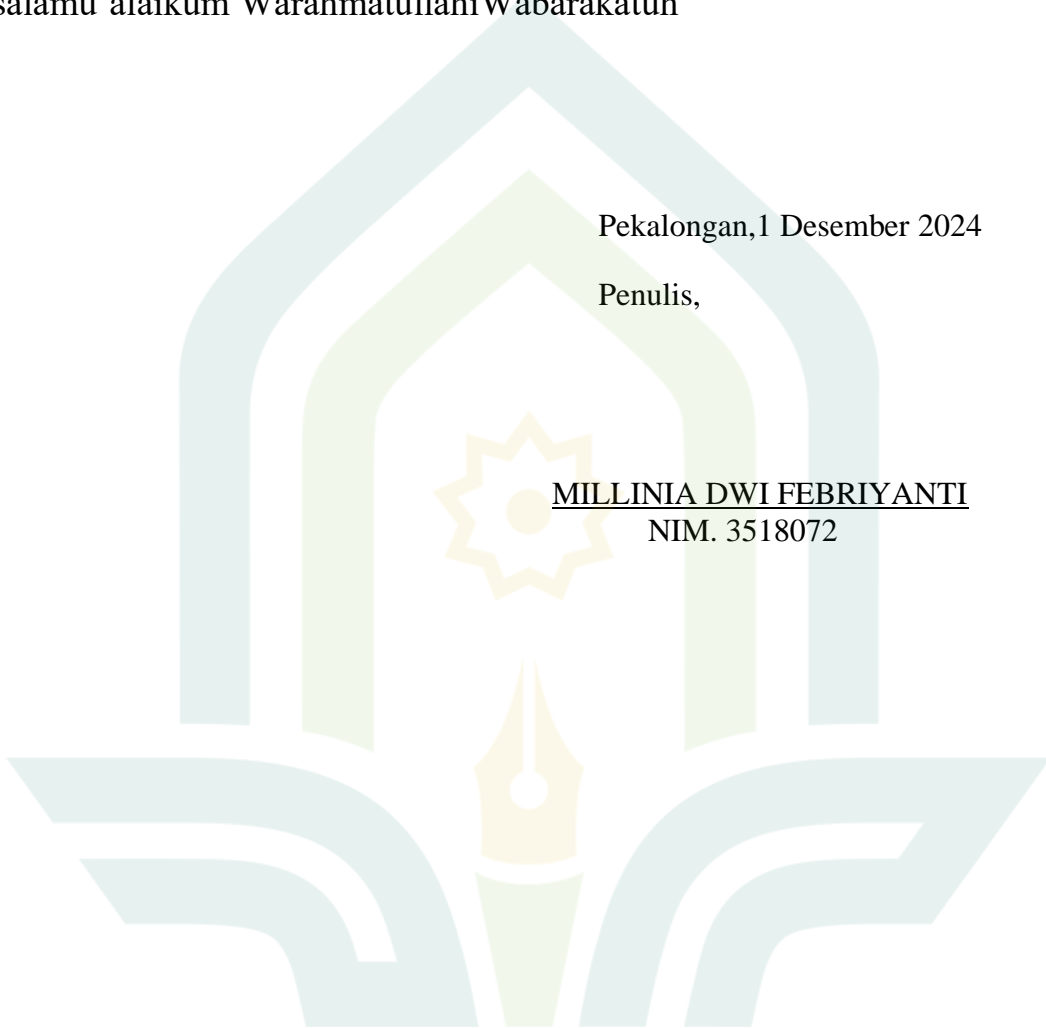 salamu'alaikum WarahmatullahiWabarakatuh
Pekalongan,1 Desember 2024
Penulis,
MILLINIA DWI FEBRIYANTI
NIM. 3518072